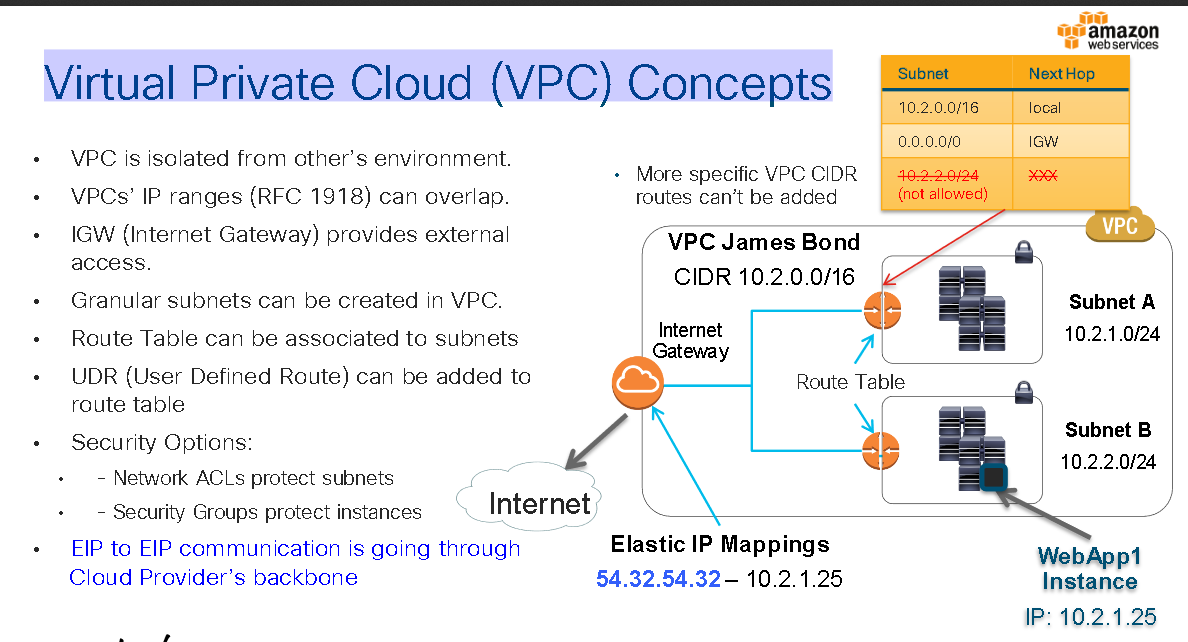 amazon
web services
Virtual Private Cloud (VPC) Concepts
• VPC is isolated from other's environment.
• VPCs' IP ranges (RFC 1918) can overlap.
• IGW (Internet Gateway) provides external
access.
• Granular subnets can be created in VPC.
• Route Table can be associated to subnets
• UDR (User Defined Route) can be added to
route table
• Security Options:
• – Network ACLs protect subnets
• – Security Groups protect instances
• EIP to EIP communication is going through
Cloud Provider's backbone
• More specific VPC CIDR
routes can't be added
Subnet Next Hop
10.2.0.0/16 local
0.0.0.0/0 IGW
10.2.2.0/24 XXX
(not allowed)
VPC
VPC James Bond
CIDR 10.2.0.0/16
Internet
Gateway
Route Table
Subnet A
10.2.1.0/24
Subnet B
10.2.2.0/24
Internet
Elastic IP Mappings
54.32.54.32 – 10.2.1.25
WebApp1
Instance
IP: 10.2.1.25